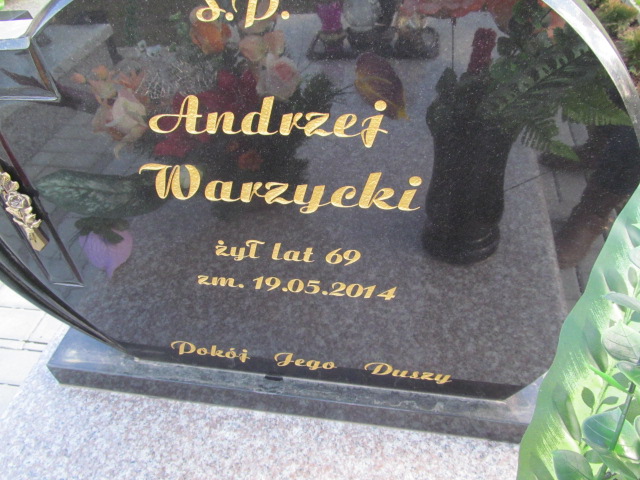 Ś.P.
Andrzej
Warzycki
żył lat 69
zm. 19.05.2014
Pokój Jego Duszy